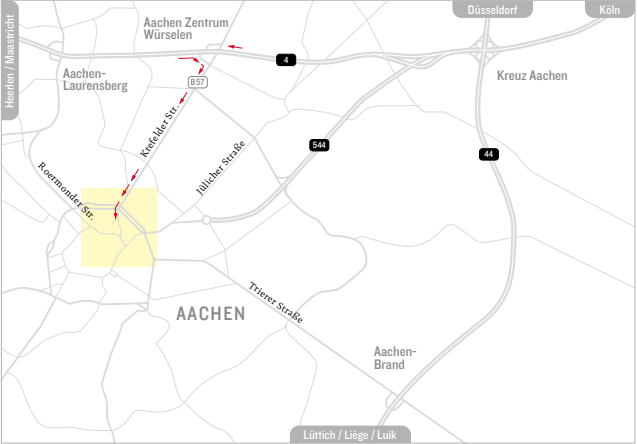 Düsseldorf
Köln
Heerlen / Maastricht
Aachen Zentrum
Würselen
4
Kreuz Aachen
Aachen-
Laurensberg
B57
Krefelder Str.
544
44
Jülicher Straße
Roermonder Str.
Trierer Straße
AACHEN
Aachen-
Brand
Lüttich / Liège / Luik